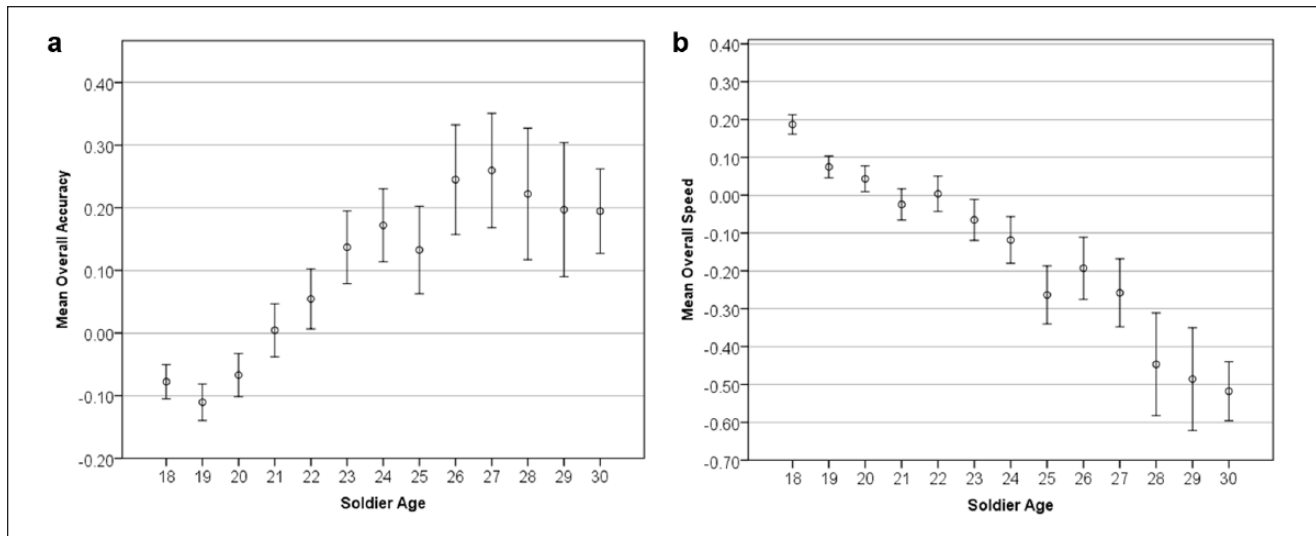 a
Mean Overall Accuracy
0.40
0.30
0.20
0.10
0.00
-0.10
-0.20
18 19 20 21 22 23 24 25 26 27 28 29 30
Soldier Age
b
Mean Overall Speed
0.40
0.30
0.20
0.10
0.00
-0.10
-0.20
-0.30
-0.40
-0.50
-0.60
-0.70
18 19 20 21 22 23 24 25 26 27 28 29 30
Soldier Age